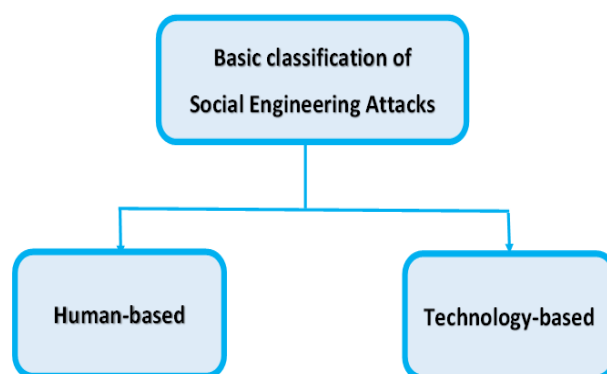 Basic classification of
Social Engineering Attacks
Human-based
Technology-based